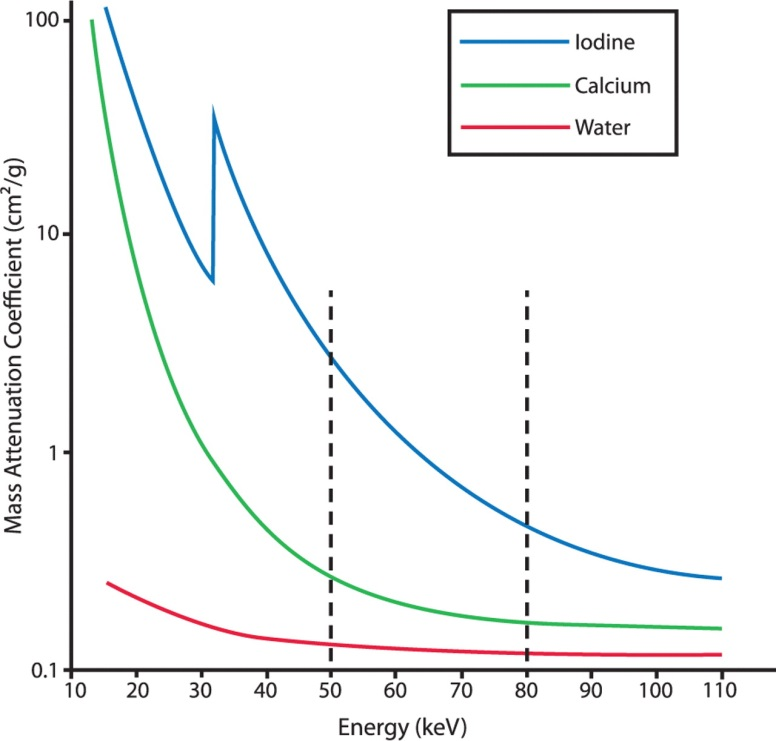 Iodine
Calcium
Water
Mass Attenuation Coefficient (cm²/g)
100
10
1
0.1
10 20 30 40 50 60 70 80 90 100 110
Energy (keV)